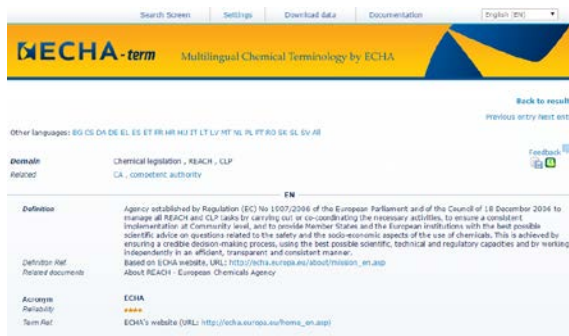 Search Screen Settings Download data Documentation English (EN)
ECHA-term Multilingual Chemical Terminology by ECHA
Back to result
Previous entry Next ent
Other languages: BG CS DA DE EL ES ET FI FR HR HU IT LT LV MT NL PL PT RO SK SL SV All
Feedback
Domain Chemical legislation , REACH , CLP
Related CA , competent authority
EN
Definition Agency established by Regulation (EC) No 1007/2006 of the European Parliament and of the Council of 18 December 2006 to
manage all REACH and CLP tasks by carrying out or co-coordinating the necessary activities, to ensure a consistent
implementation at Community level, and to provide Member States and the European institutions with the best possible
scientific advice on questions related to the safety and the socio-economic aspects of the use of chemicals. This is achieved by
ensuring a credible decision-making process, using the best possible scientific, technical and regulatory capacities and by working
independently in an efficient, transparent and consistent manner.
Definition Ref. Based on ECHA website, URL: http://echa.europa.eu/about/mission_en.asp)
Related documents About REACH - European Chemicals Agency
Acronym ECHA
Reliability
Term Ref. ECHA's website (URL: http://echa.europa.eu/home_en.asp)